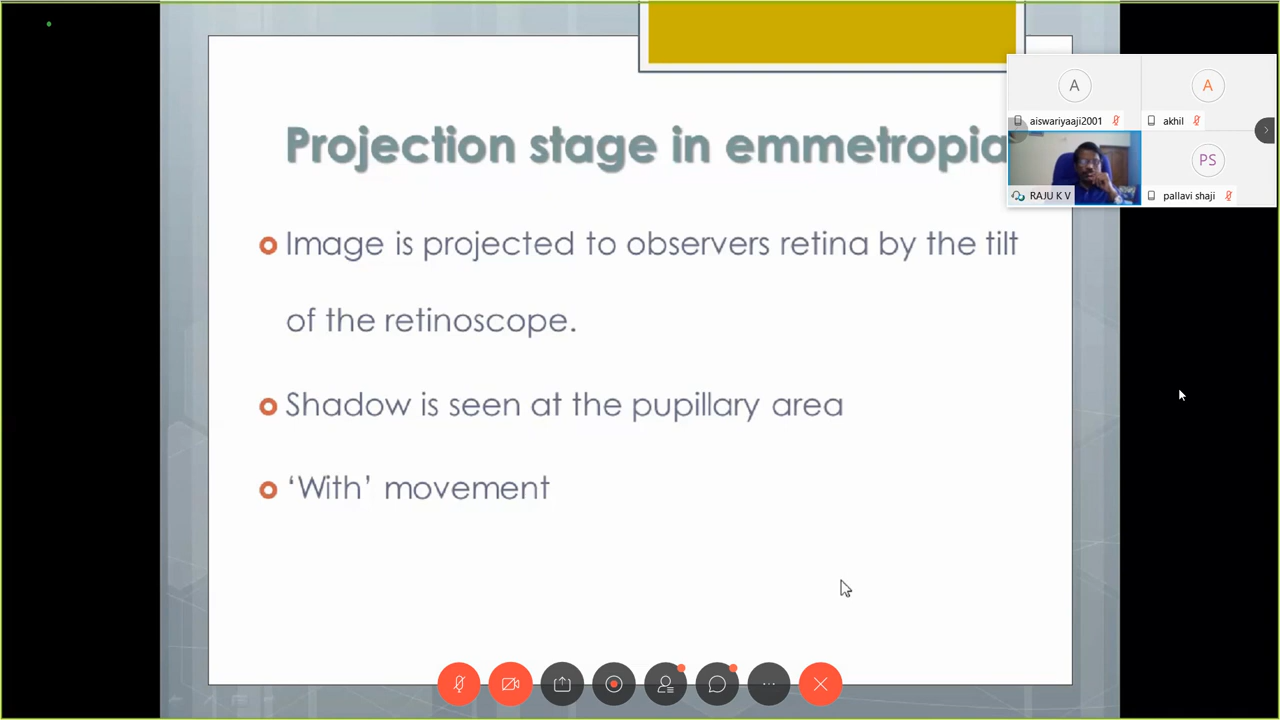 Projection stage in emmetropia
A
A
aiswariyaaji2001
akhil
PS
RAJU K V
pallavi shaji
Image is projected to observers retina by the tilt
of the retinoscope.
Shadow is seen at the pupillary area
‘With’ movement